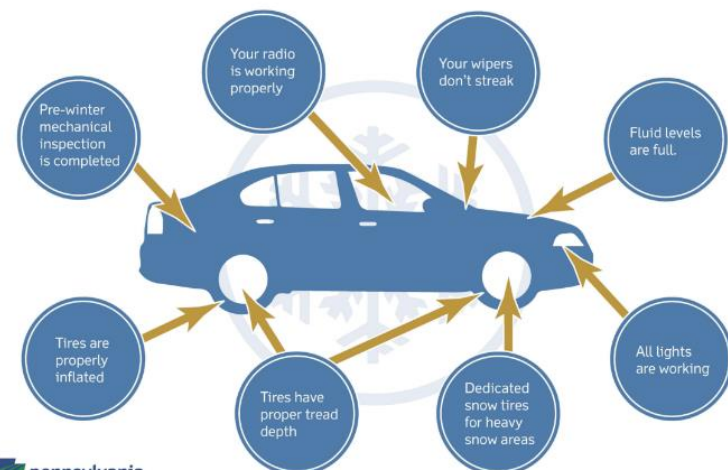 Your radio
is working
properly
Your wipers
don't streak
Pre-winter
mechanical
inspection
is completed
Fluid levels
are full.
Tires are
properly
inflated
Tires have
proper tread
depth
Dedicated
snow tires
for heavy
snow areas
All lights
are working
pennsylvania